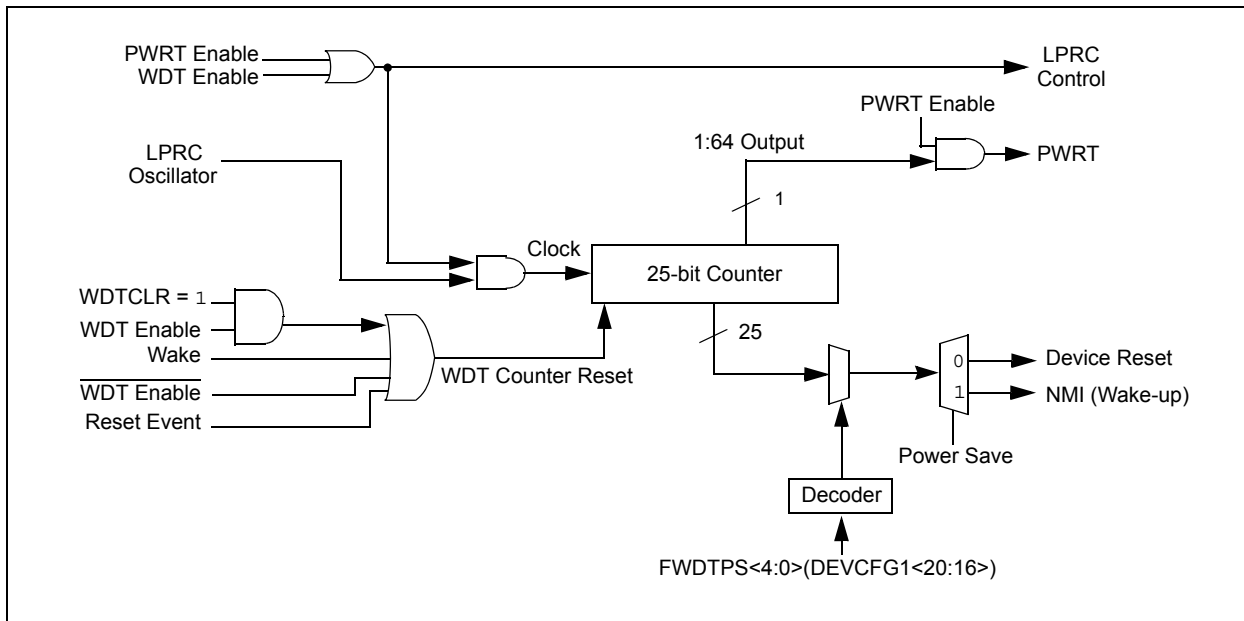 PWRT Enable
WDT Enable
LPRC
Control
PWRT Enable
1:64 Output
PWRT
LPRC
Oscillator
1
Clock
25-bit Counter
WDTCLR = 1
WDT Enable
Wake
WDT Enable
Reset Event
WDT Counter Reset
25
0
1
Device Reset
NMI (Wake-up)
Power Save
Decoder
FWDTPS<4:0>(DEVCFG1<20:16>)